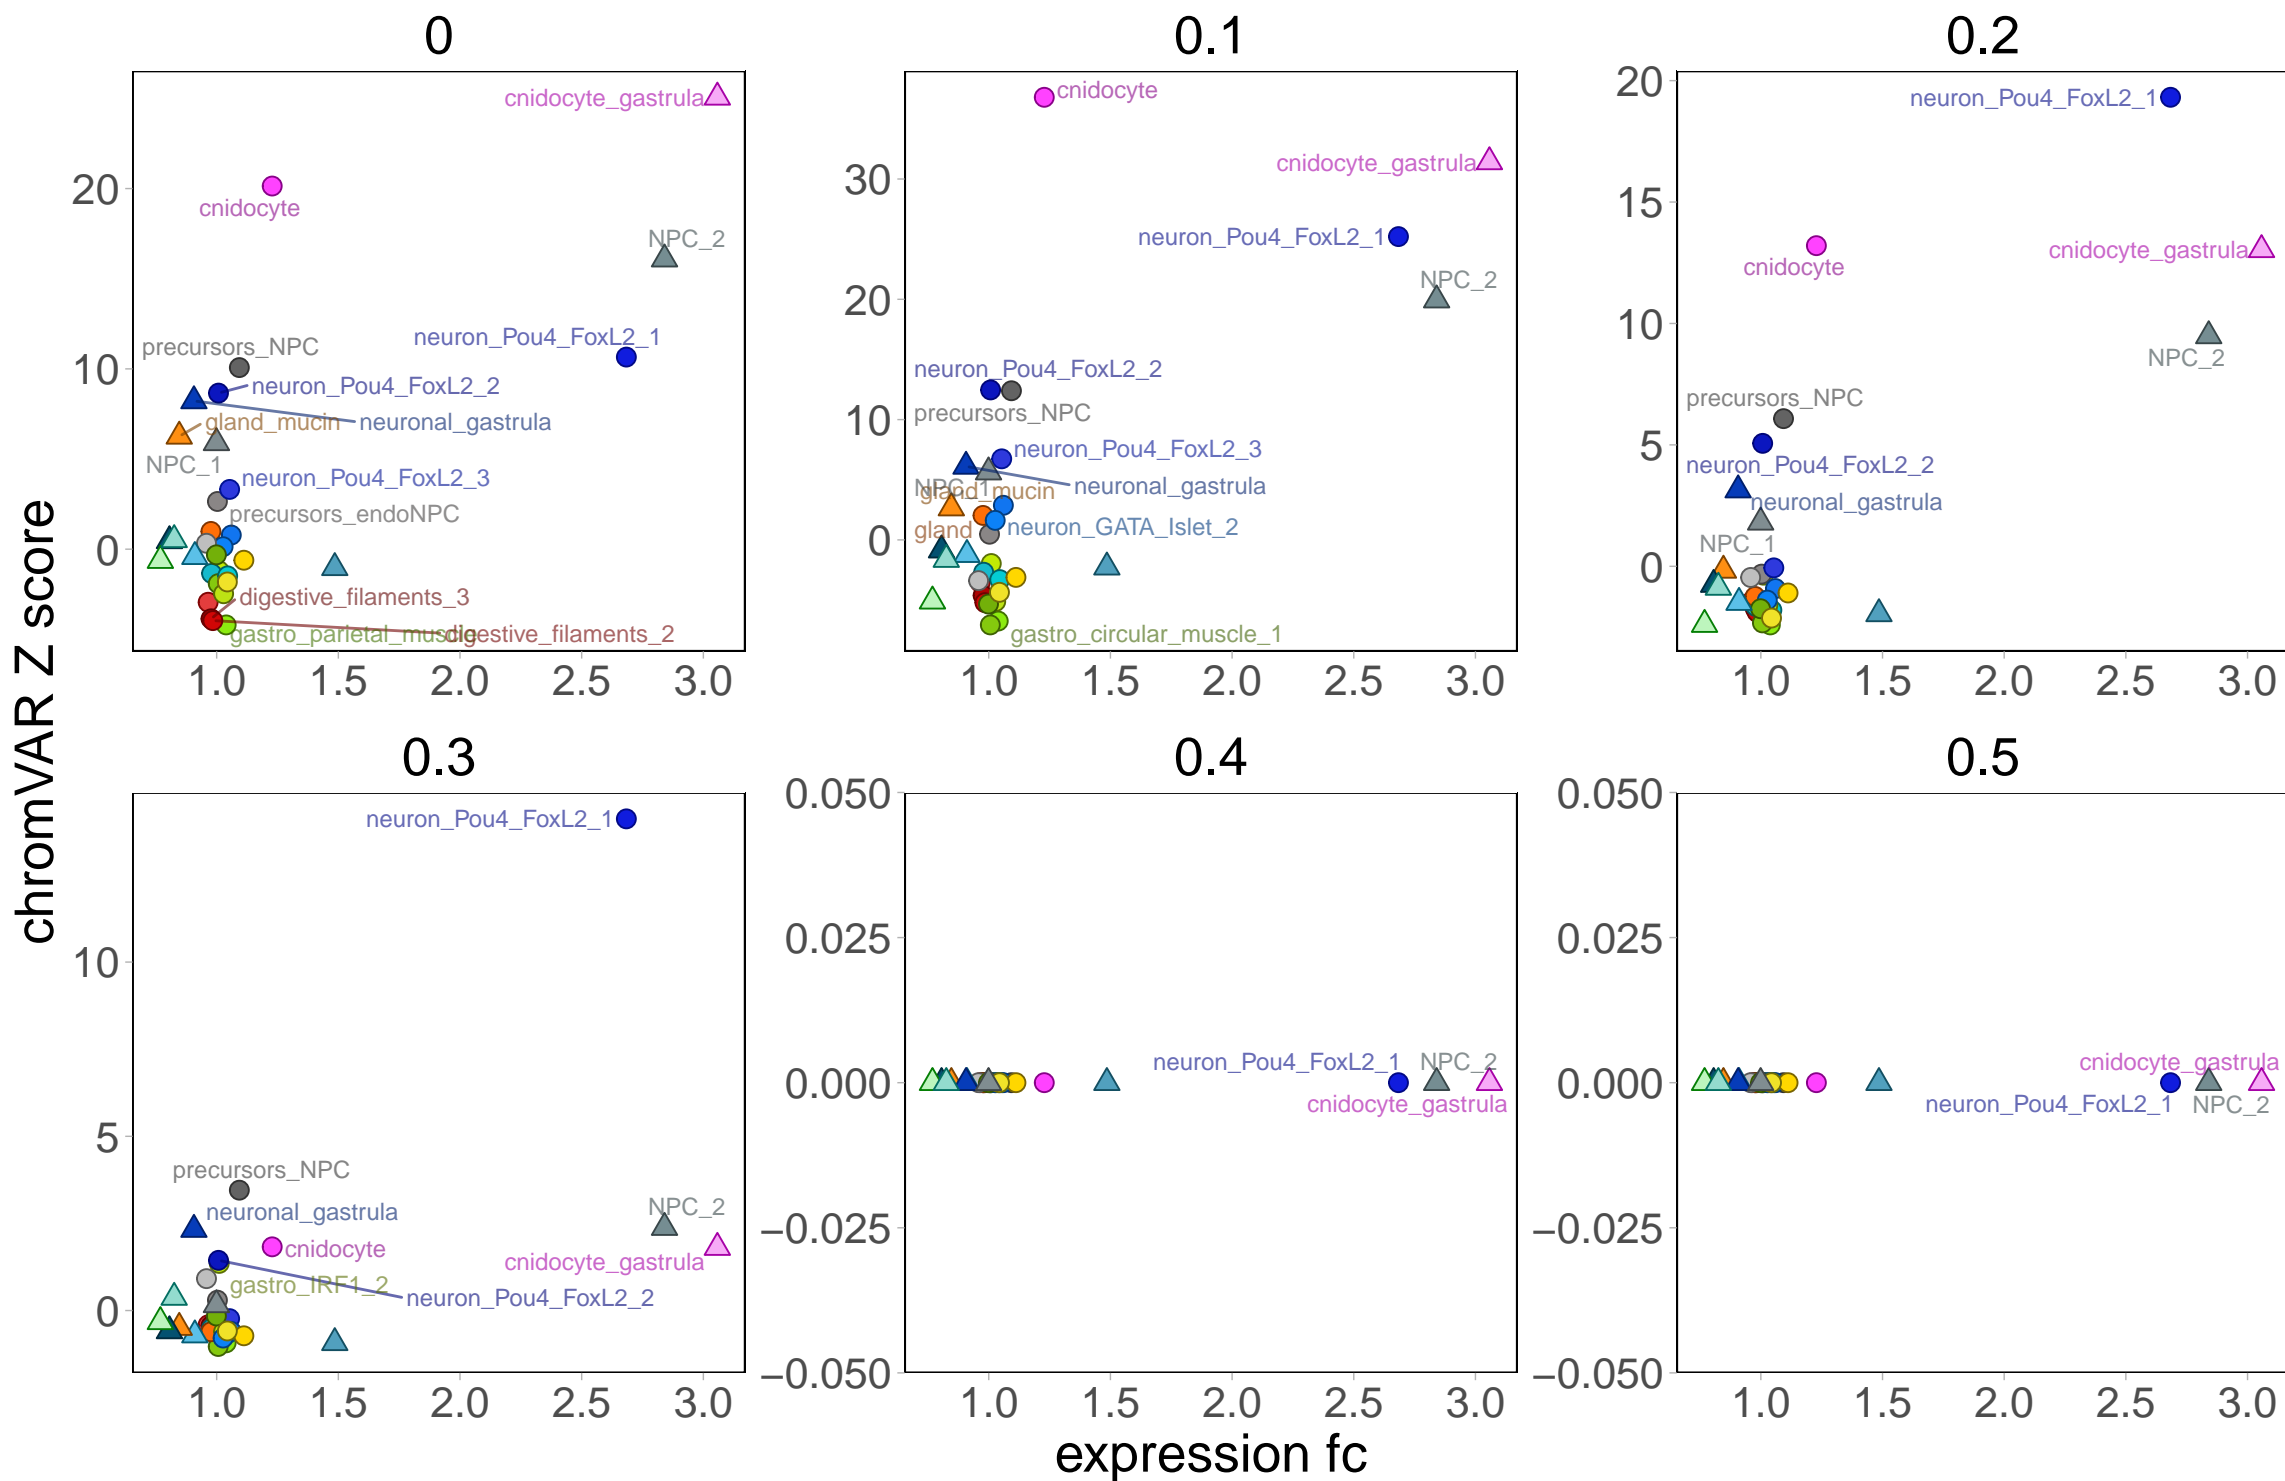 0
0.1
0.2
chromVAR Z score
20
10
0
cnidocyte_gastrula
cnidocyte
NPC_2
neuron_Pou4_FoxL2_1
precursors_NPC
neuron_Pou4_FoxL2_2
gland_mucin
neuronal_gastrula
NPC_1
neuron_Pou4_FoxL2_3
precursors_endoNPC
digestive_filaments_3
gastro_parietal_muscle
digestive_filaments_2
1.0 1.5 2.0 2.5 3.0
30
20
10
0
cnidocyte
cnidocyte_gastrula
neuron_Pou4_FoxL2_1
NPC_2
neuron_Pou4_FoxL2_2
precursors_NPC
neuron_Pou4_FoxL2_3
NPC_1
gland_mucin
neuronal_gastrula
gland
neuron_GATA_Islet_2
gastro_circular_muscle_1
1.0 1.5 2.0 2.5 3.0
20
15
10
5
0
neuron_Pou4_FoxL2_1
cnidocyte
cnidocyte_gastrula
NPC_2
precursors_NPC
neuron_Pou4_FoxL2_2
neuronal_gastrula
NPC_1
1.0 1.5 2.0 2.5 3.0
0.3
0.4
0.5
10
5
0
neuron_Pou4_FoxL2_1
precursors_NPC
neuronal_gastrula
NPC_2
cnidocyte
cnidocyte_gastrula
gastro_IRF1_2
neuron_Pou4_FoxL2_2
1.0 1.5 2.0 2.5 3.0
0.050
0.025
0.000
−0.025
−0.050
neuron_Pou4_FoxL2_1
NPC_2
cnidocyte_gastrula
1.0 1.5 2.0 2.5 3.0
0.050
0.025
0.000
−0.025
−0.050
cnidocyte_gastrula
neuron_Pou4_FoxL2_1
NPC_2
1.0 1.5 2.0 2.5 3.0
expression fc